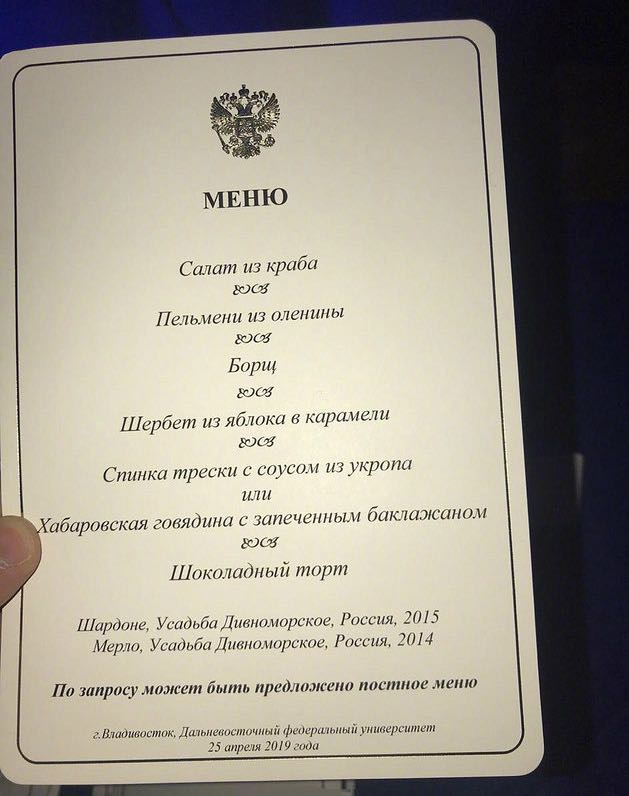 МЕНЮ
Салат из краба
Пельмени из оленины
Борщ
Шербет из яблока в карамели
Спинка трески с соусом из укропа
или
Хабаровская говядина с запеченным баклажаном
Шоколадный торт
Шардоне, Усадьба Дивноморское, Россия, 2015
Мерло, Усадьба Дивноморское, Россия, 2014
По запросу может быть предложено постное меню
г.Владивосток, Дальневосточный федеральный университет
25 апреля 2019 года